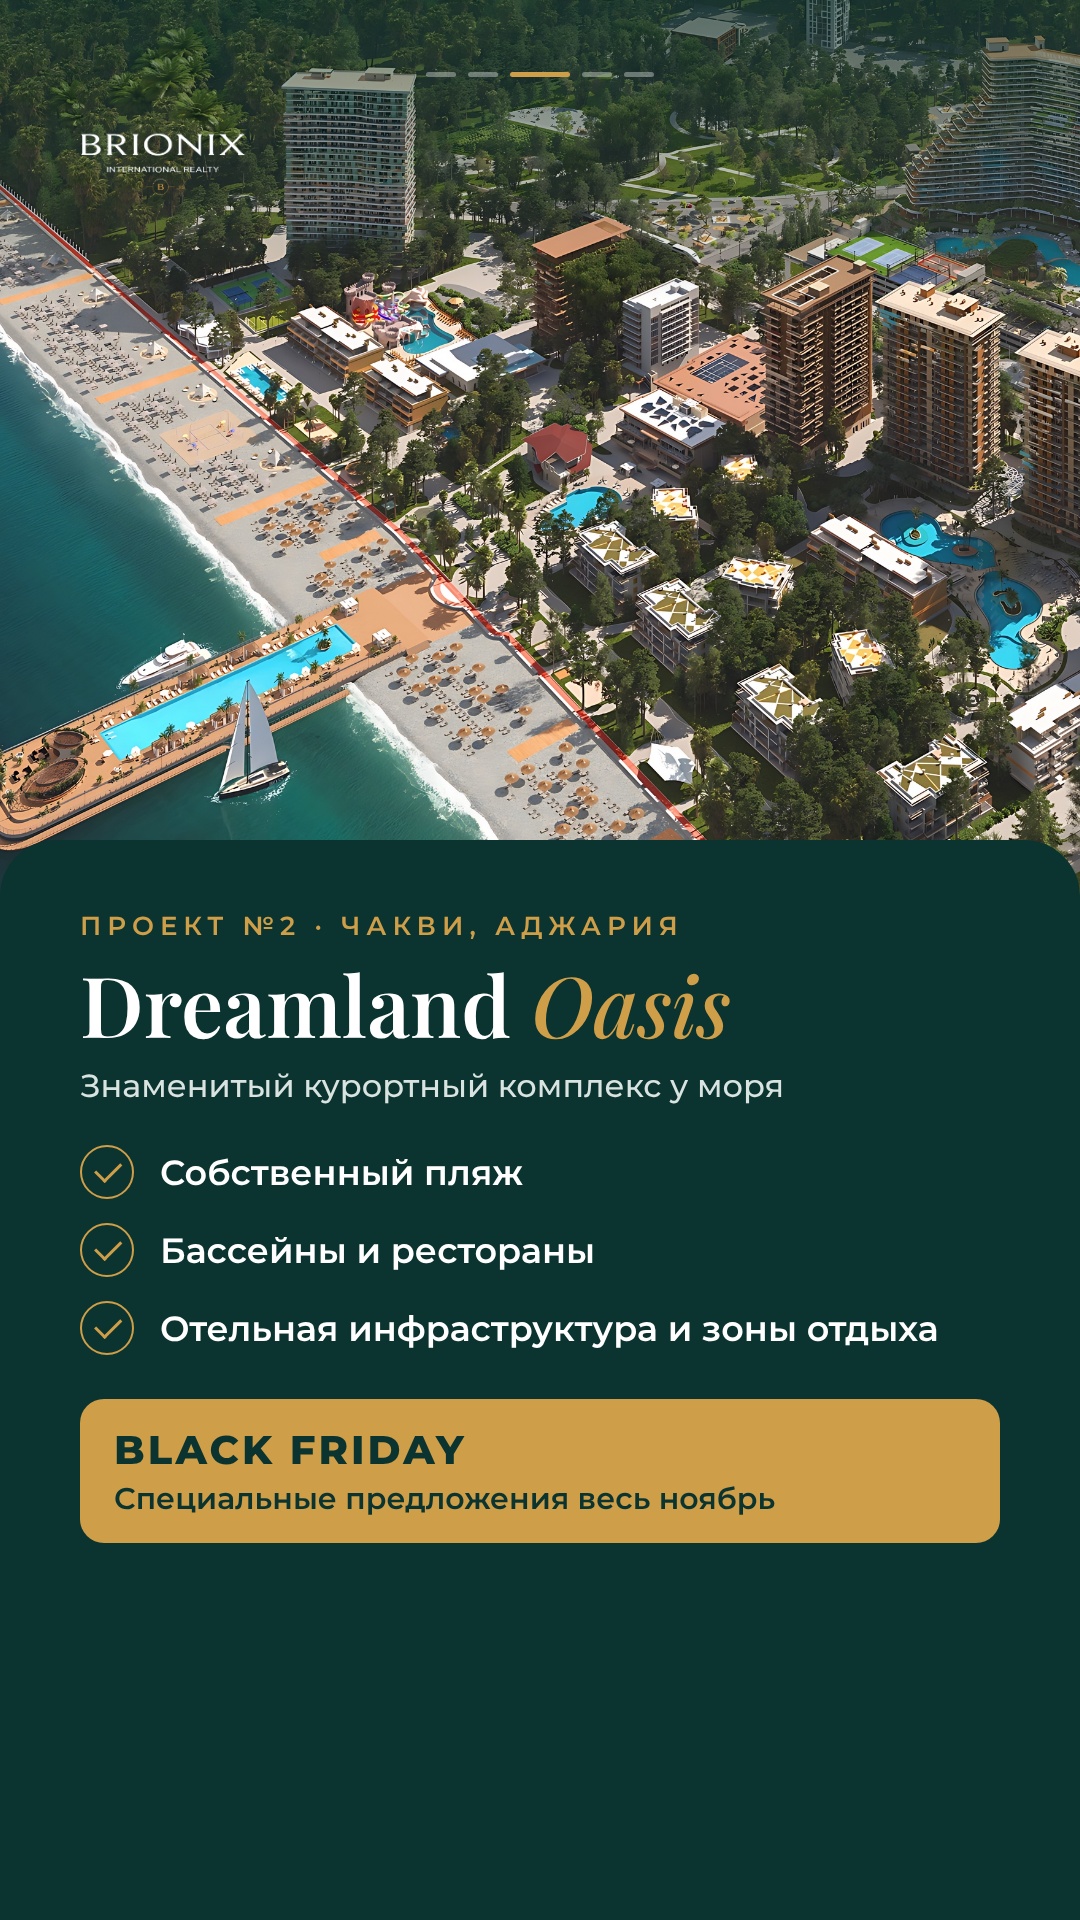 BRIONIX
INTERNATIONAL REALTY
B
ПРОЕКТ №2 · ЧАКВИ, АДЖАРИЯ
Dreamland Oasis
Знаменитый курортный комплекс у моря
Собственный пляж
Бассейны и рестораны
Отельная инфраструктура и зоны отдыха
BLACK FRIDAY
Специальные предложения весь ноябрь